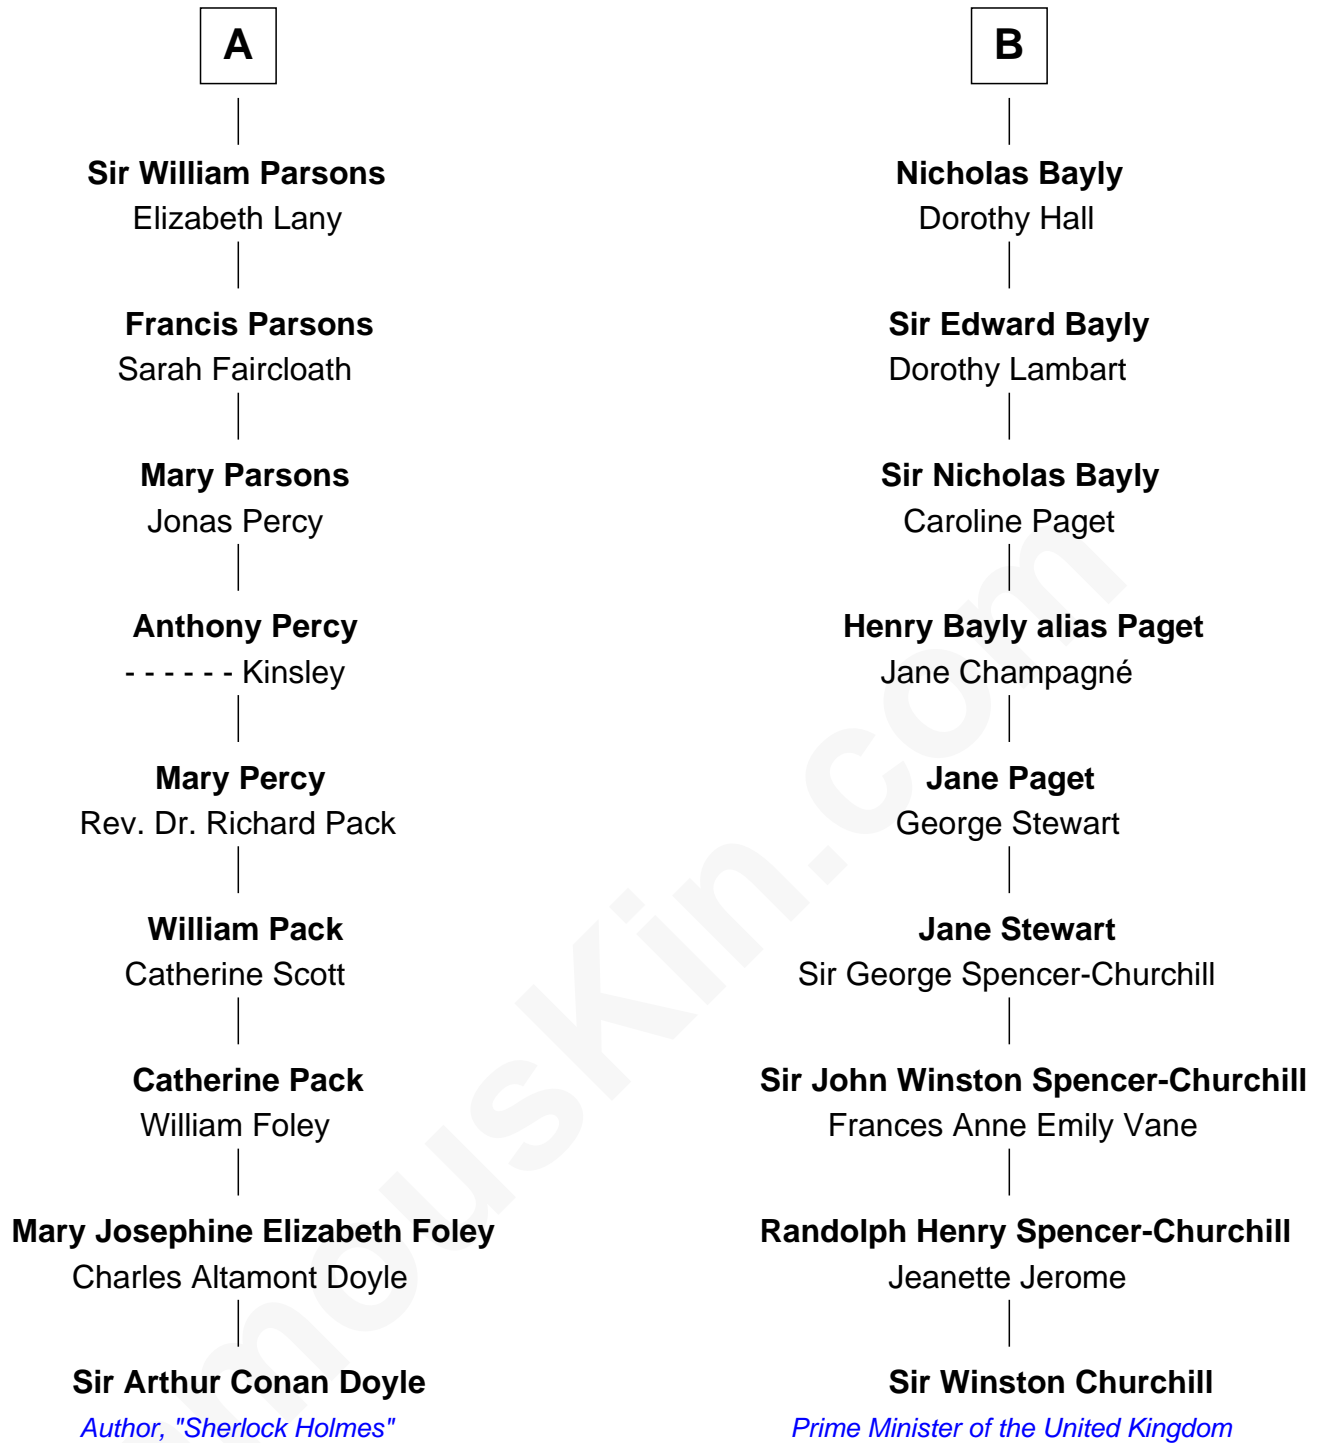 A
Sir William Parsons
Elizabeth Lany
Francis Parsons
Sarah Faircloath
Mary Parsons
Jonas Percy
Anthony Percy
- - - - - - Kinsley
Mary Percy
Rev. Dr. Richard Pack
William Pack
Catherine Scott
Catherine Pack
William Foley
Mary Josephine Elizabeth Foley
Charles Altamont Doyle
Sir Arthur Conan Doyle
Author, "Sherlock Holmes"
B
Nicholas Bayly
Dorothy Hall
Sir Edward Bayly
Dorothy Lambart
Sir Nicholas Bayly
Caroline Paget
Henry Bayly alias Paget
Jane Champagné
Jane Paget
George Stewart
Jane Stewart
Sir George Spencer-Churchill
Sir John Winston Spencer-Churchill
Frances Anne Emily Vane
Randolph Henry Spencer-Churchill
Jeanette Jerome
Sir Winston Churchill
Prime Minister of the United Kingdom
mousKin.com